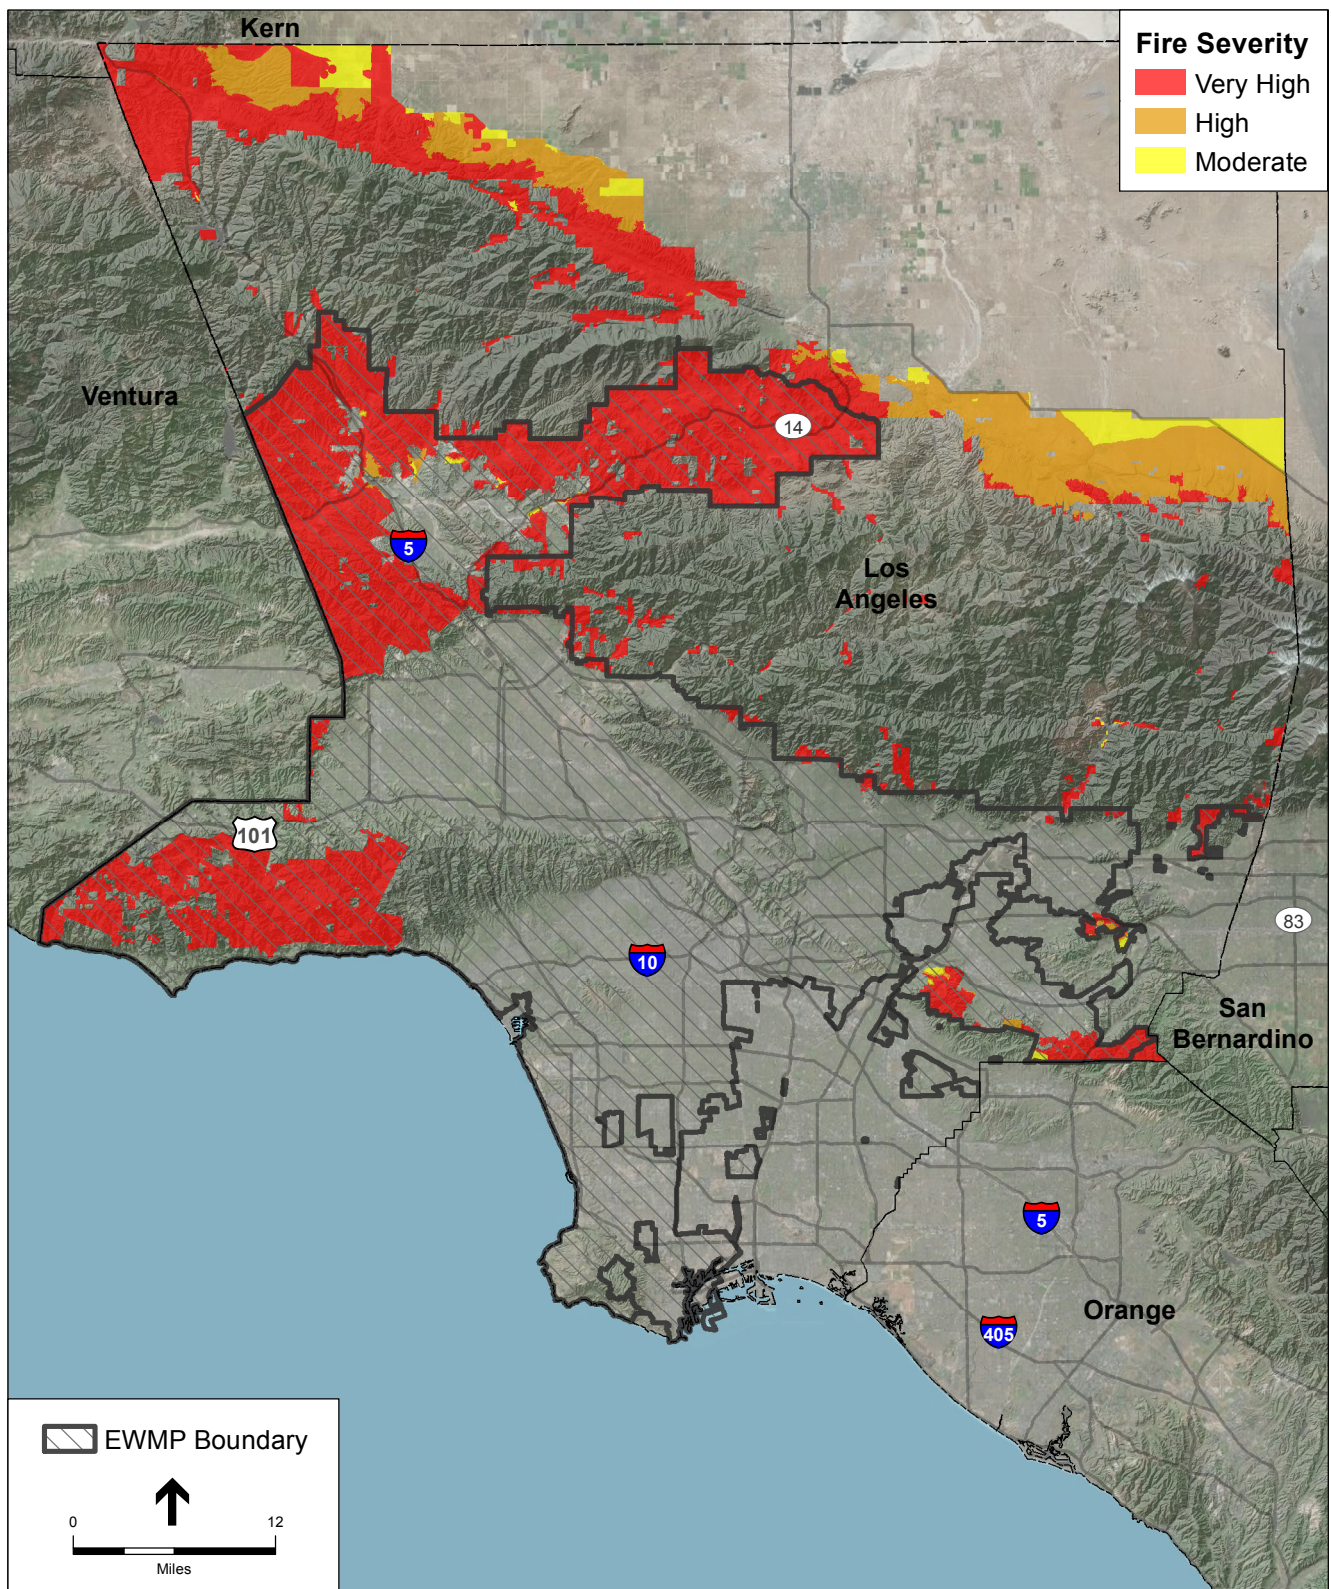 Kern
Fire Severity
Very High
High
Moderate
Ventura
14
5
Los
Angeles
101
83
10
San
Bernardino
5
Orange
405
EWMP Boundary
0 12
Miles